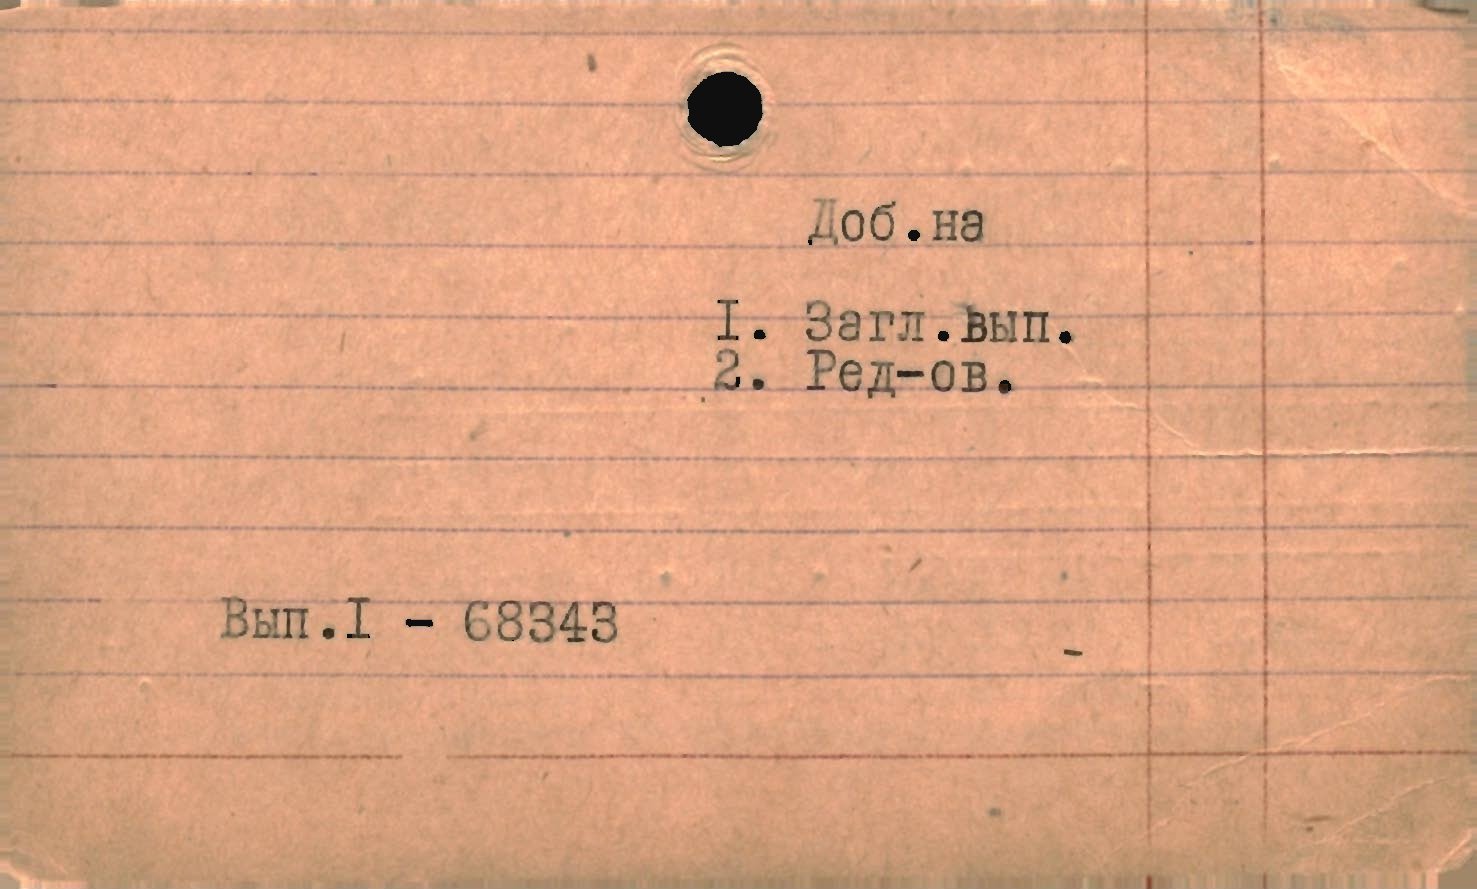 Доб.на
I. Загл.вып.
2. Ред-ов.
Вып.I - 68343